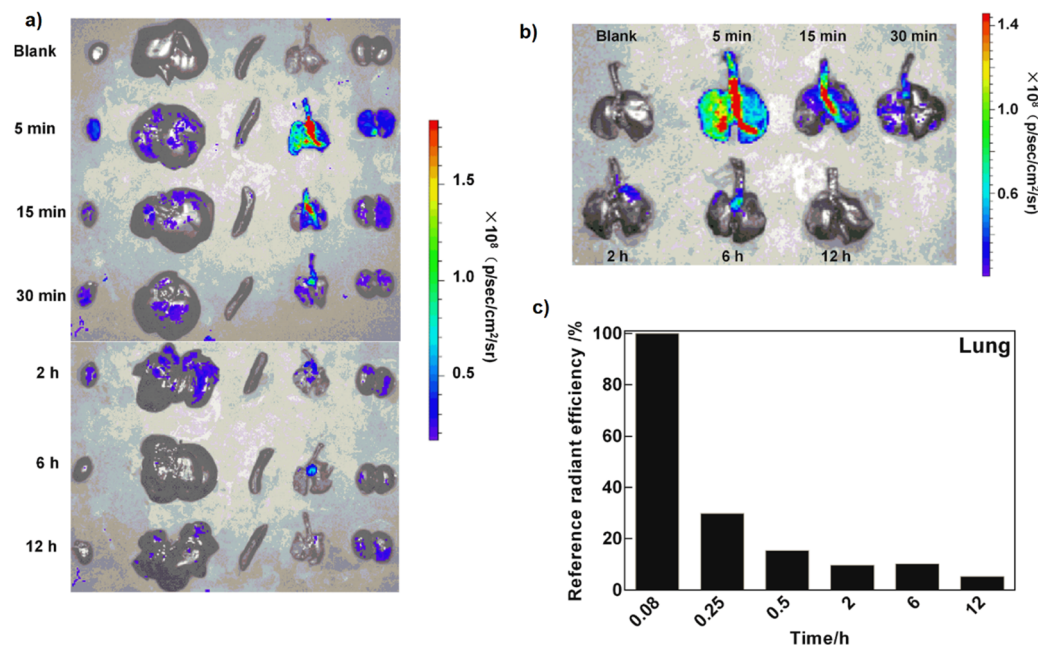 a)
Blank
5 min
15 min
30 min
2 h
6 h
12 h
1.5
1.0
0.5
×10⁸ (p/sec/cm²/sr)
b)
Blank 5 min 15 min 30 min
2 h 6 h 12 h
1.4
1.0
0.6
×10⁸ (p/sec/cm²/sr)
c)
Lung
Reference radiant efficiency /%
100
80
60
40
20
0
0.08 0.25 0.5 2 6 12
Time/h